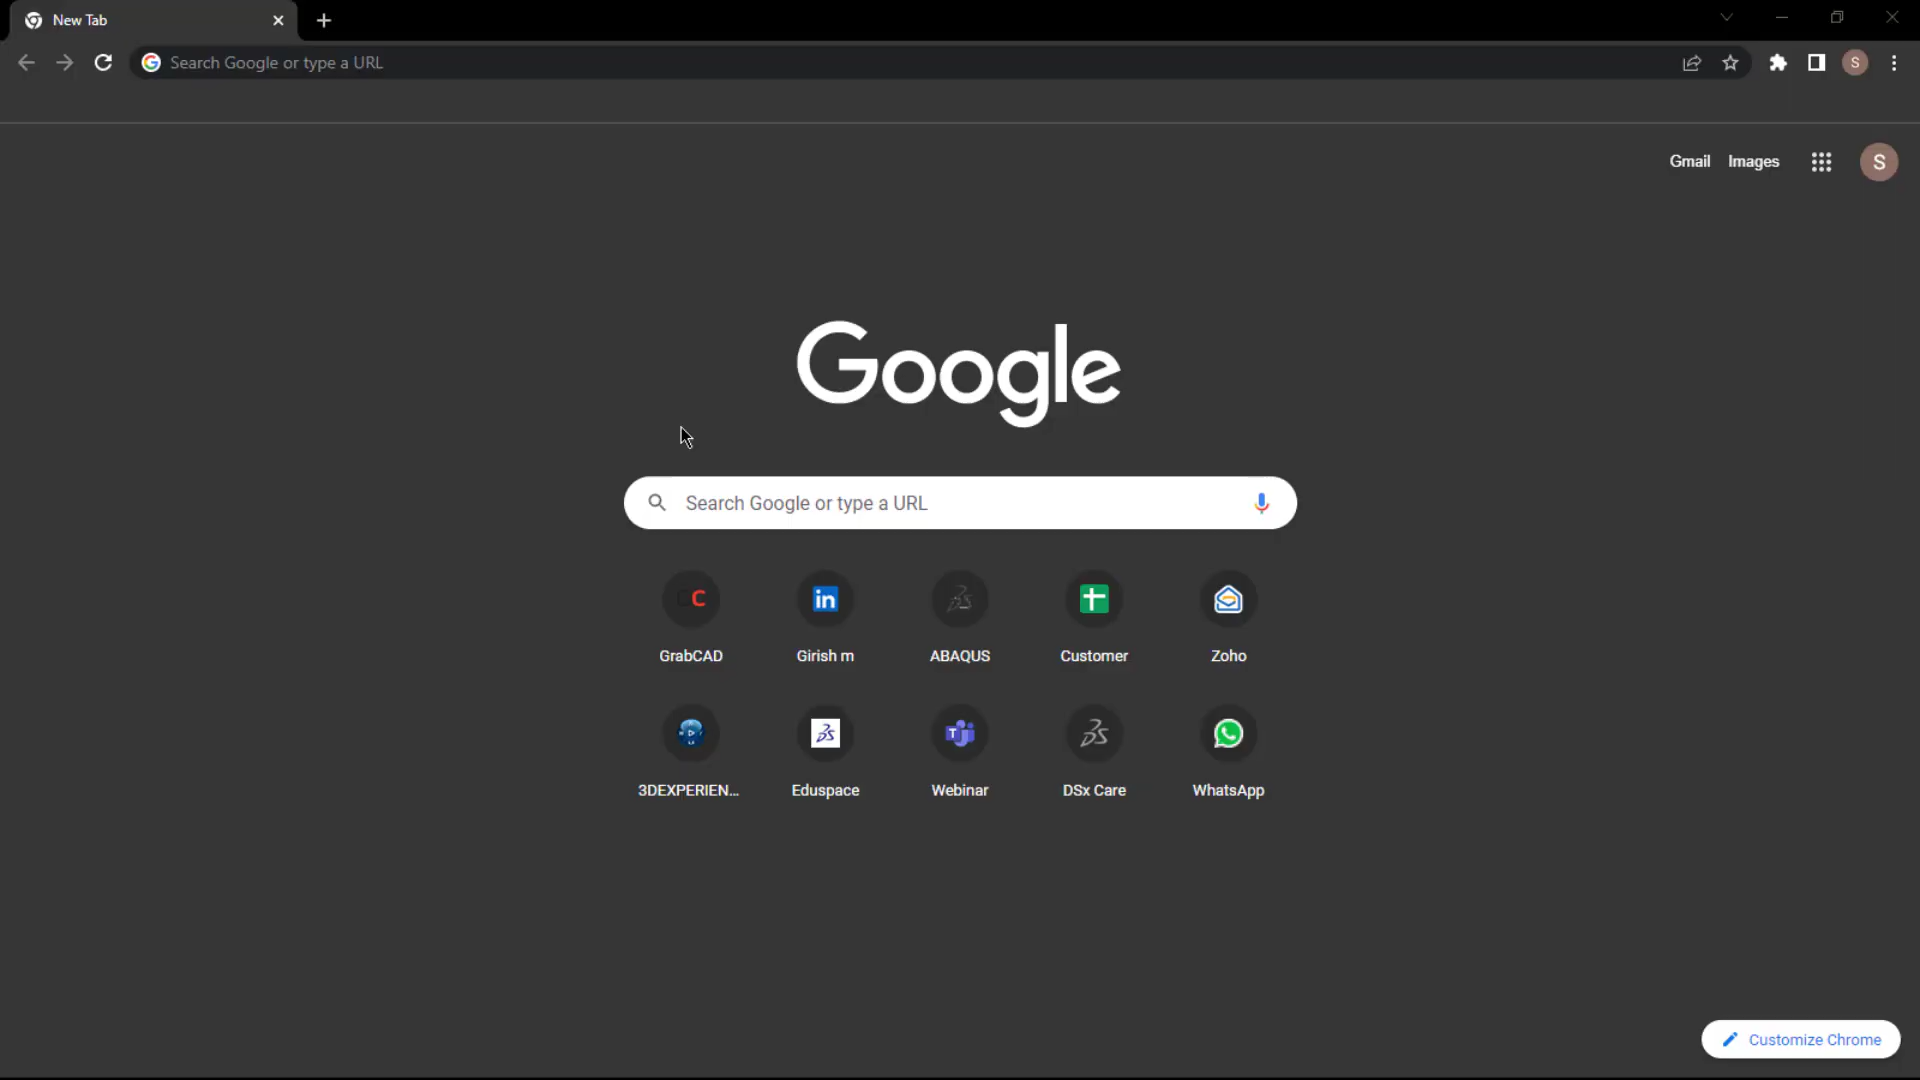 New Tab
Search Google or type a URL
S
Gmail Images
S
Google
Search Google or type a URL
C
in
GrabCAD Girish m ABAQUS Customer Zoho
3DEXPERIEN... Eduspace Webinar DSx Care WhatsApp
Customize Chrome